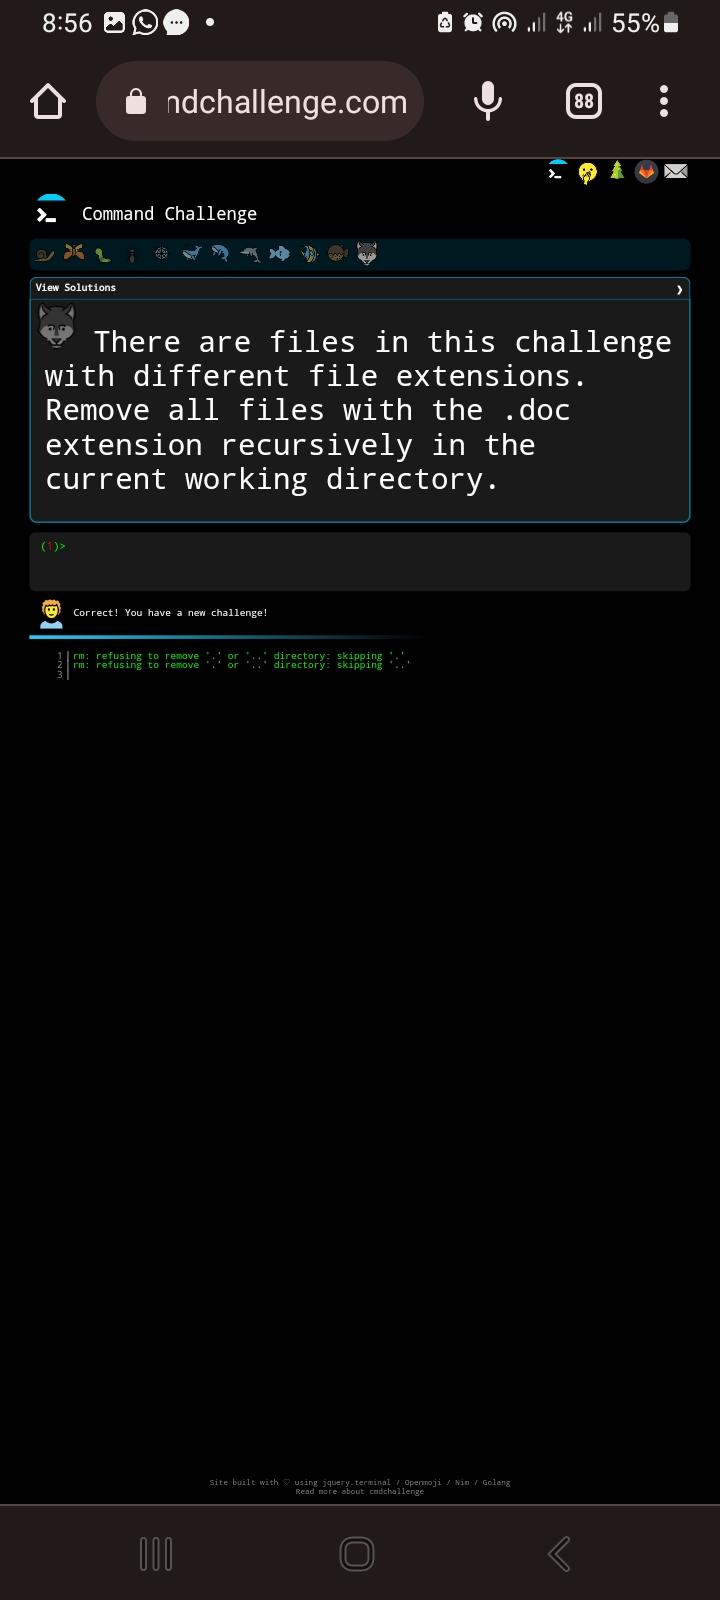 8:56
4G
55%
ndchallenge.com
88
Command Challenge
View Solutions
There are files in this challenge
with different file extensions.
Remove all files with the .doc
extension recursively in the
current working directory.
(1)>
Correct! You have a new challenge!
1 rm: refusing to remove '.' or '..' directory: skipping '.'
2 rm: refusing to remove '.' or '..' directory: skipping '..'
3
Site built with ♡ using jquery.terminal / Openmoji / Nim / Golang
Read more about cmdchallenge